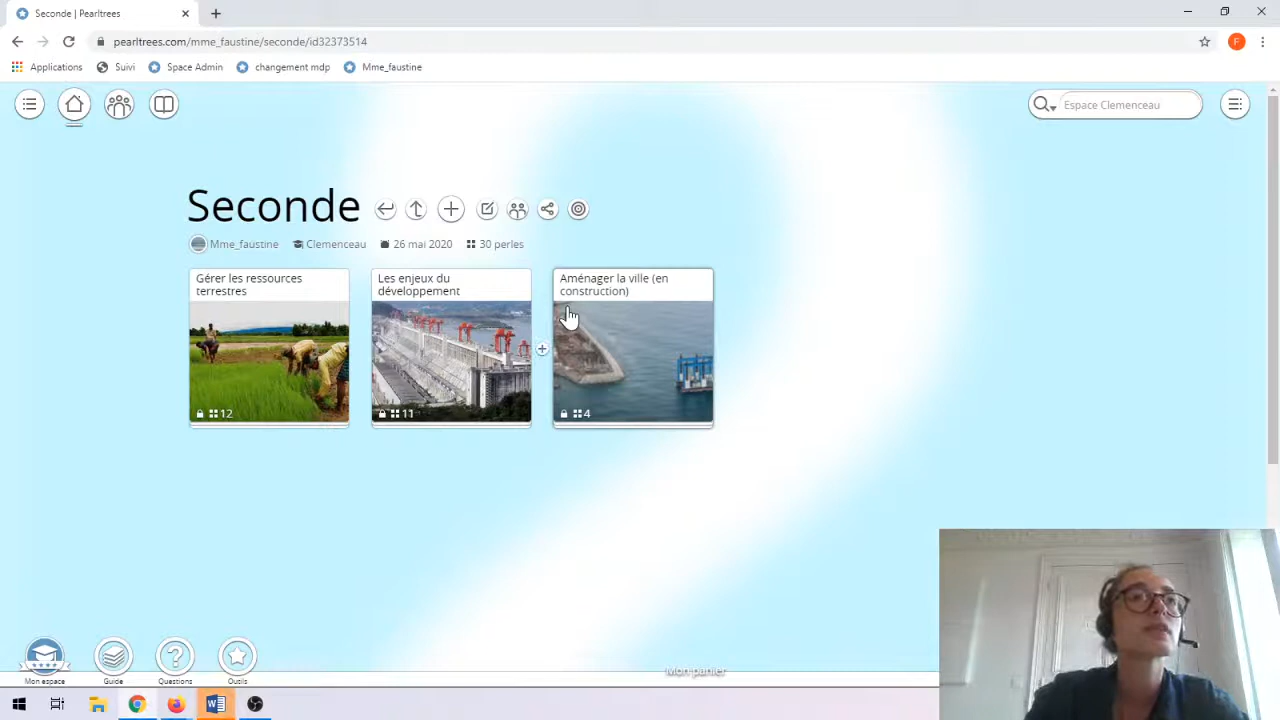 Seconde | Pearltrees
pearltrees.com/mme_faustine/seconde/id32373514
Applications Suivi Space Admin changement mdp Mme_faustine
Espace Clemenceau
Seconde
Mme_faustine Clemenceau 26 mai 2020 30 perles
Gérer les ressources
terrestres
12
Les enjeux du
développement
11
Aménager la ville (en
construction)
4
Mon espace Guide Questions Outils
Mon panier